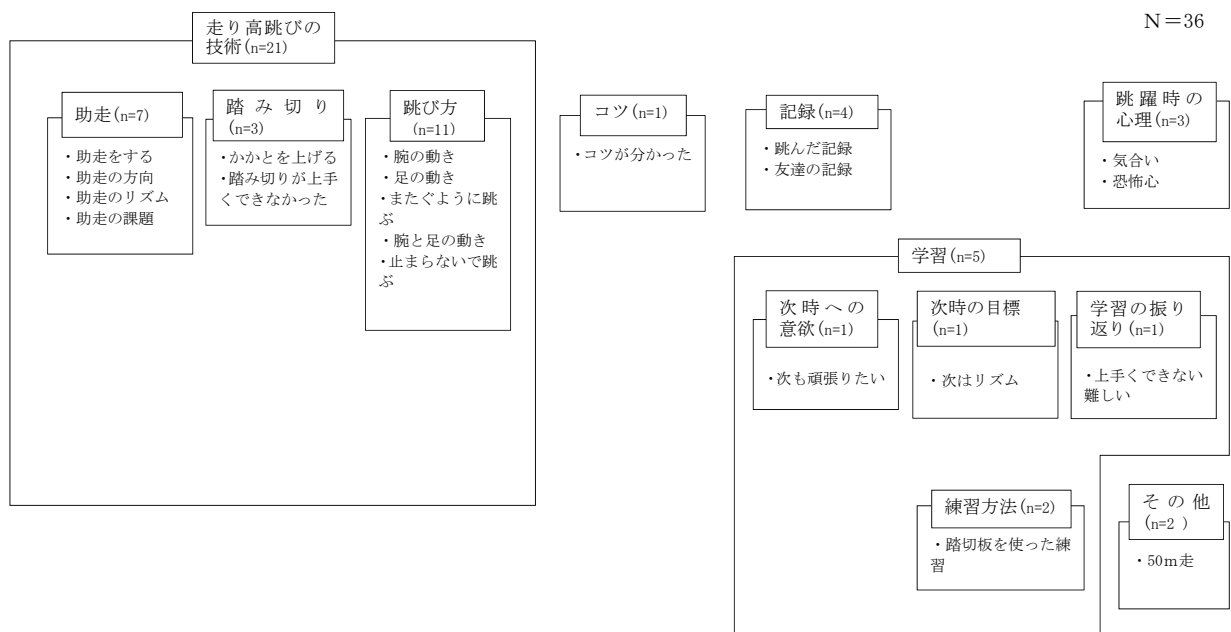 N=36
走り高跳びの
技術(n=21)
助走(n=7)
・助走をする
・助走の方向
・助走のリズム
・助走の課題
踏み切り
(n=3)
・かかとを上げる
・踏み切りが上手
くできなかった
跳び方
(n=11)
・腕の動き
・足の動き
・またぐように跳
ぶ
・腕と足の動き
・止まらないで跳
ぶ
コツ(n=1)
・コツが分かった
記録(n=4)
・跳んだ記録
・友達の記録
跳躍時の
心理(n=3)
・気合い
・恐怖心
学習(n=5)
次時への
意欲(n=1)
・次も頑張りたい
次時の目標
(n=1)
・次はリズム
学習の振り
返り(n=1)
・上手くできない
難しい
練習方法(n=2)
・踏切板を使った練
習
その他
(n=2 )
・50m走